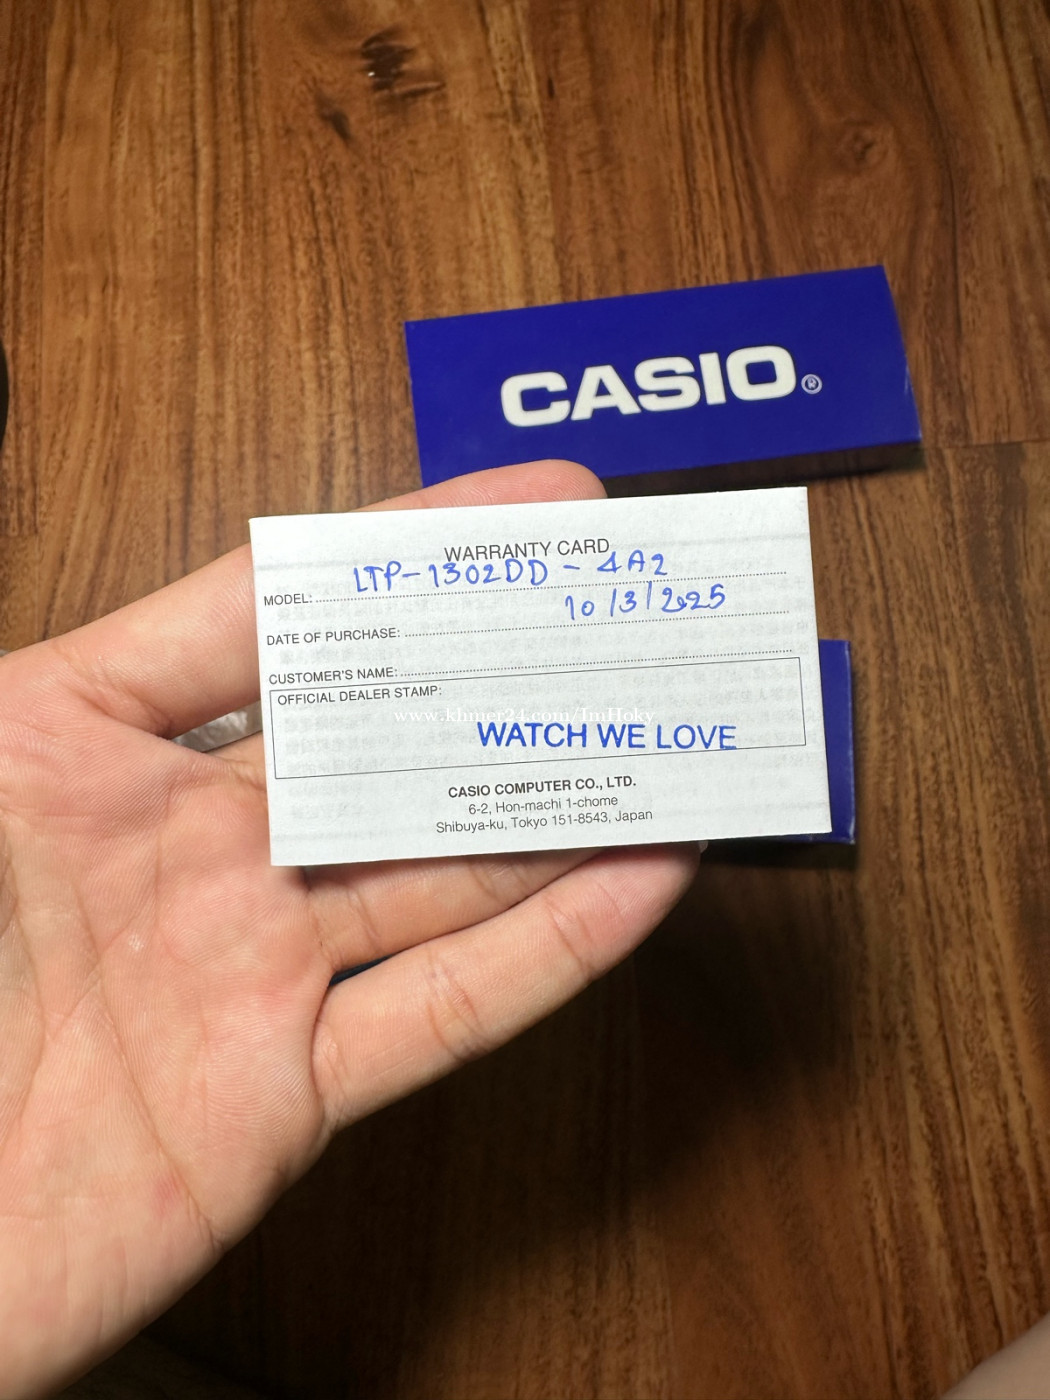 CASIO®
WARRANTY CARD
MODEL: LTP-1302DD-4A2
DATE OF PURCHASE: 10/3/2025
CUSTOMER'S NAME:
OFFICIAL DEALER STAMP:
www.khmer24.com/ImHoky
WATCH WE LOVE
CASIO COMPUTER CO., LTD.
6-2, Hon-machi 1-chome
Shibuya-ku, Tokyo 151-8543, Japan